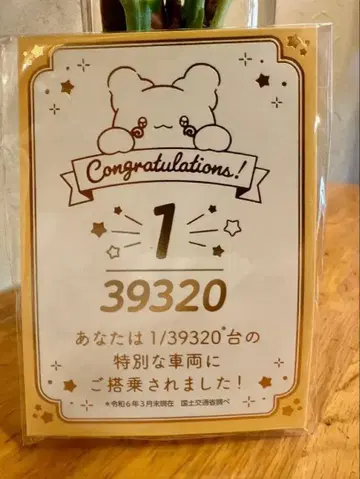 Congratulations!
1
39320
あなたは1/39320*台の
特別な車両に
ご搭乗されました!
*令和6年3月末現在 国土交通省調べ